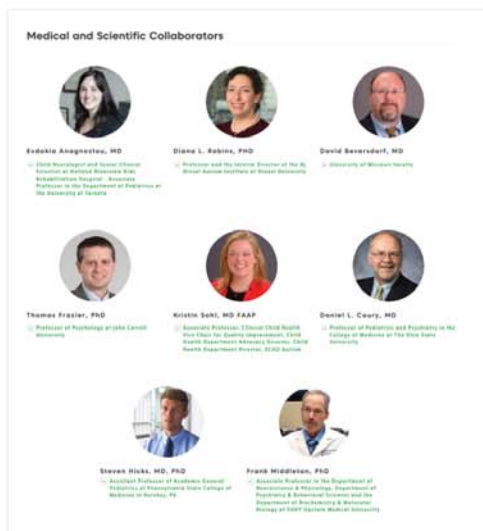 Medical and Scientific Collaborators
Evdokia Anagnostou, MD
Child Neurologist and Senior Clinical
Scientist at Holland Bloorview Kids
Rehabilitation Hospital - Associate
Professor in the Department of Pediatrics at
the University of Toronto
Diana L. Robins, PHD
Professor and the Interim Director of the AJ
Drexel Autism Institute at Drexel University
David Beversdorf, MD
University of Missouri faculty
Thomas Frazier, PhD
Professor of Psychology at John Carroll
University
Kristin Sohl, MD FAAP
Associate Professor, Clinical Child Health
Vice Chair for Quality Improvement, Child
Health Department Advocacy Director, Child
Health Department Director, ECHO Autism
Daniel L. Coury, MD
Professor of Pediatrics and Psychiatry in the
College of Medicine at The Ohio State
University
Steven Hicks, MD, PhD
Assistant Professor of Academic General
Pediatrics at Pennsylvania State College of
Medicine in Hershey, PA
Frank Middleton, PhD
Associate Professor in the Department of
Neuroscience & Physiology, Department of
Psychiatry & Behavioral Sciences and the
Department of Biochemistry & Molecular
Biology at SUNY Upstate Medical University